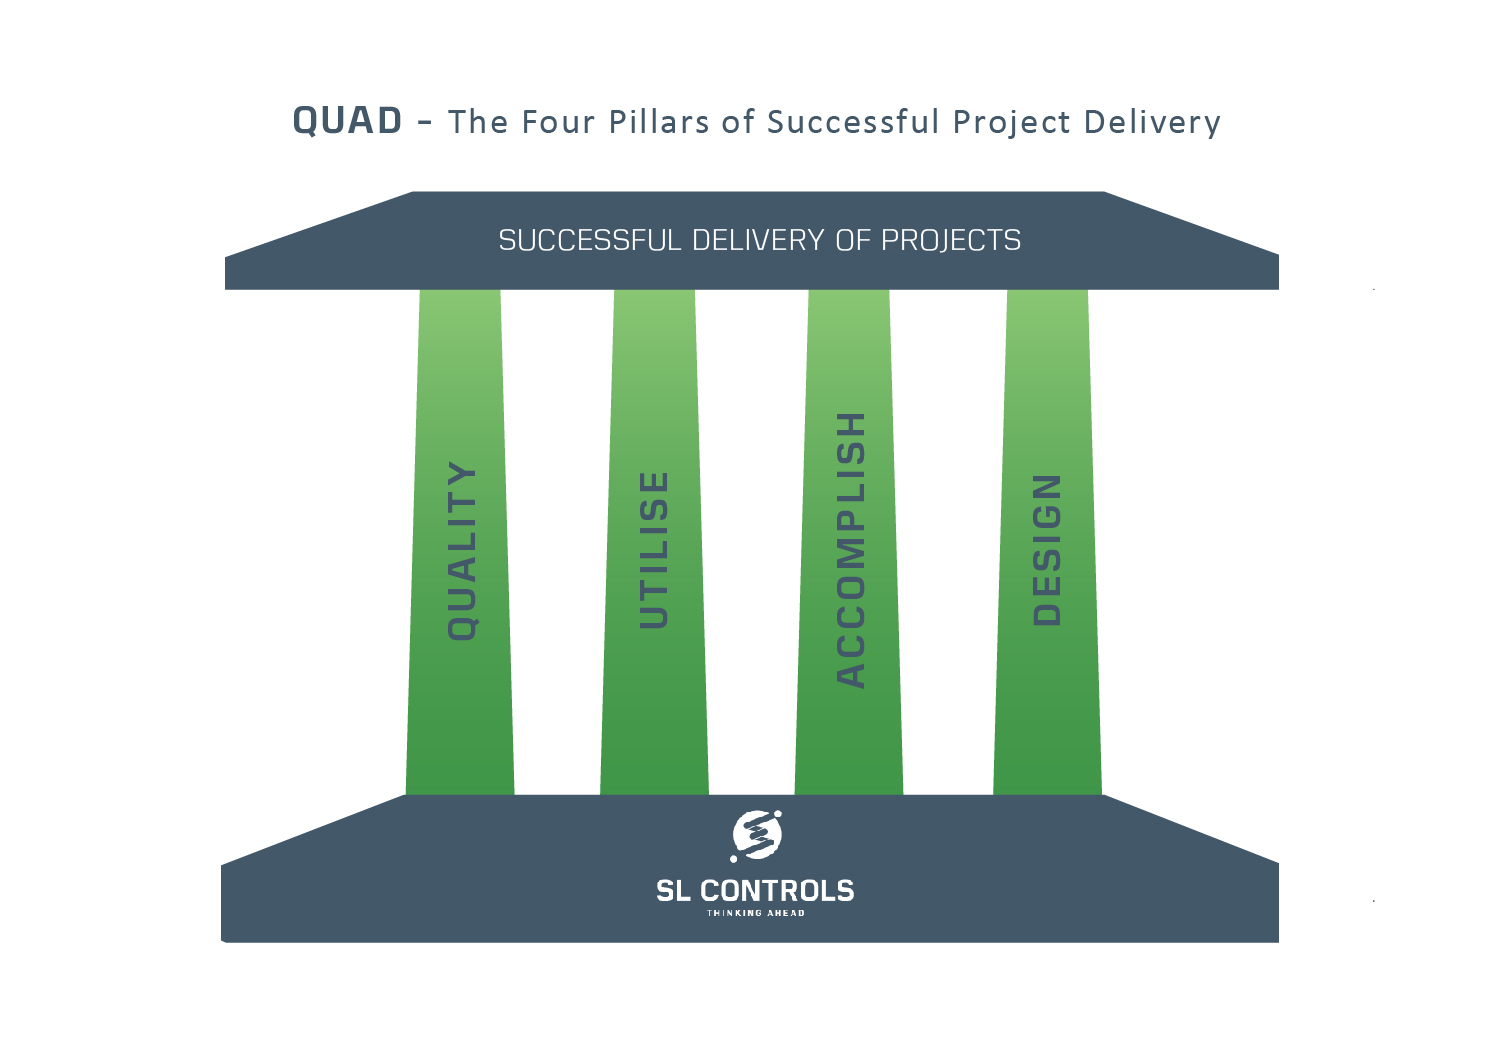 QUAD - The Four Pillars of Successful Project Delivery
SUCCESSFUL DELIVERY OF PROJECTS
QUALITY
UTILISE
ACCOMPLISH
DESIGN
SL CONTROLS
THINKING AHEAD